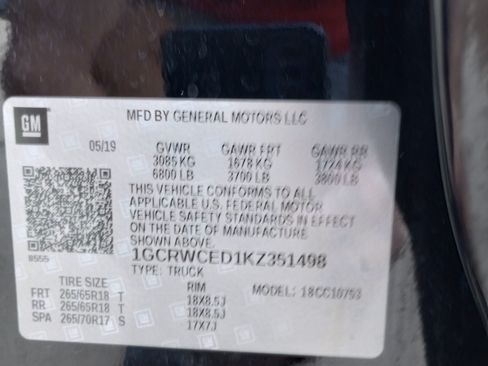 GM
MFD BY GENERAL MOTORS LLC
05/19
GVWR GAWR FRT GAWR RR
3085 KG 1678 KG 1724 KG
6800 LB 3700 LB 3800 LB
THIS VEHICLE CONFORMS TO ALL
APPLICABLE U.S. FEDERAL MOTOR
VEHICLE SAFETY STANDARDS IN EFFECT
ON THE DATE OF MANUFACTURE
SHOWN ABOVE.
1GCRWCED1KZ351498
8555
TYPE: TRUCK
TIRE SIZE RIM MODEL: 18CC10753
FRT 265/65R18 T 18X8.5J
RR 265/65R18 T 18X8.5J
SPA 265/70R17 S 17X7J